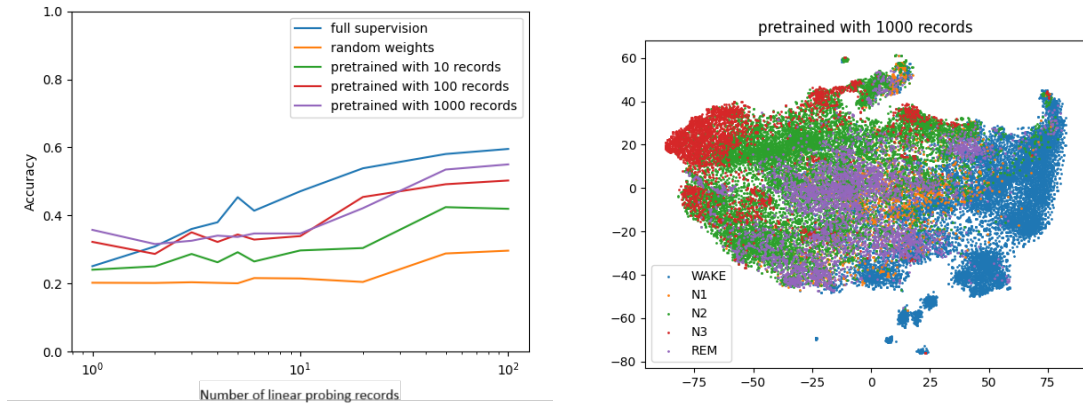 1.0
0.8
0.6
0.4
0.2
0.0
Accuracy
full supervision
random weights
pretrained with 10 records
pretrained with 100 records
pretrained with 1000 records
10⁰
10¹
10²
Number of linear probing records
pretrained with 1000 records
60
40
20
0
−20
−40
−60
−80
WAKE
N1
N2
N3
REM
−75
−50
−25
0
25
50
75